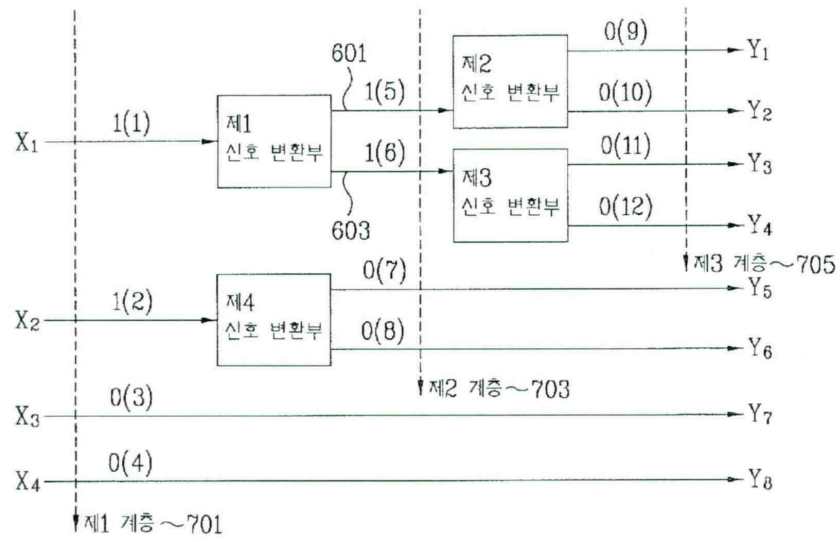 0(9)
Y1
601
제2
신호 변환부
1(5)
0(10)
Y2
1(1)
제1
신호 변환부
X1
1(6)
0(11)
Y3
제3
신호 변환부
603
0(12)
Y4
제3 계층~705
0(7)
Y5
1(2)
제4
신호 변환부
X2
0(8)
Y6
제2 계층~703
0(3)
X3
Y7
0(4)
X4
Y8
제1 계층~701